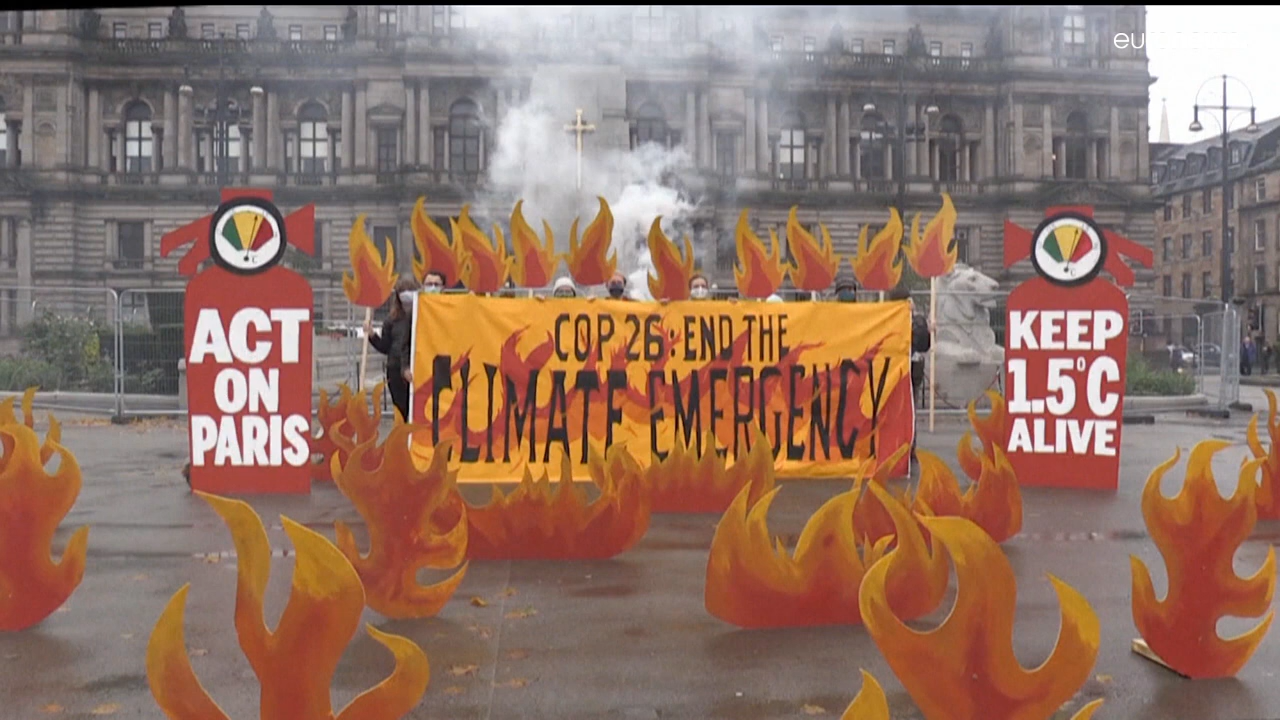 ACT
ON
PARIS
COP 26: END THE
CLIMATE EMERGENCY
KEEP
1.5°C
ALIVE